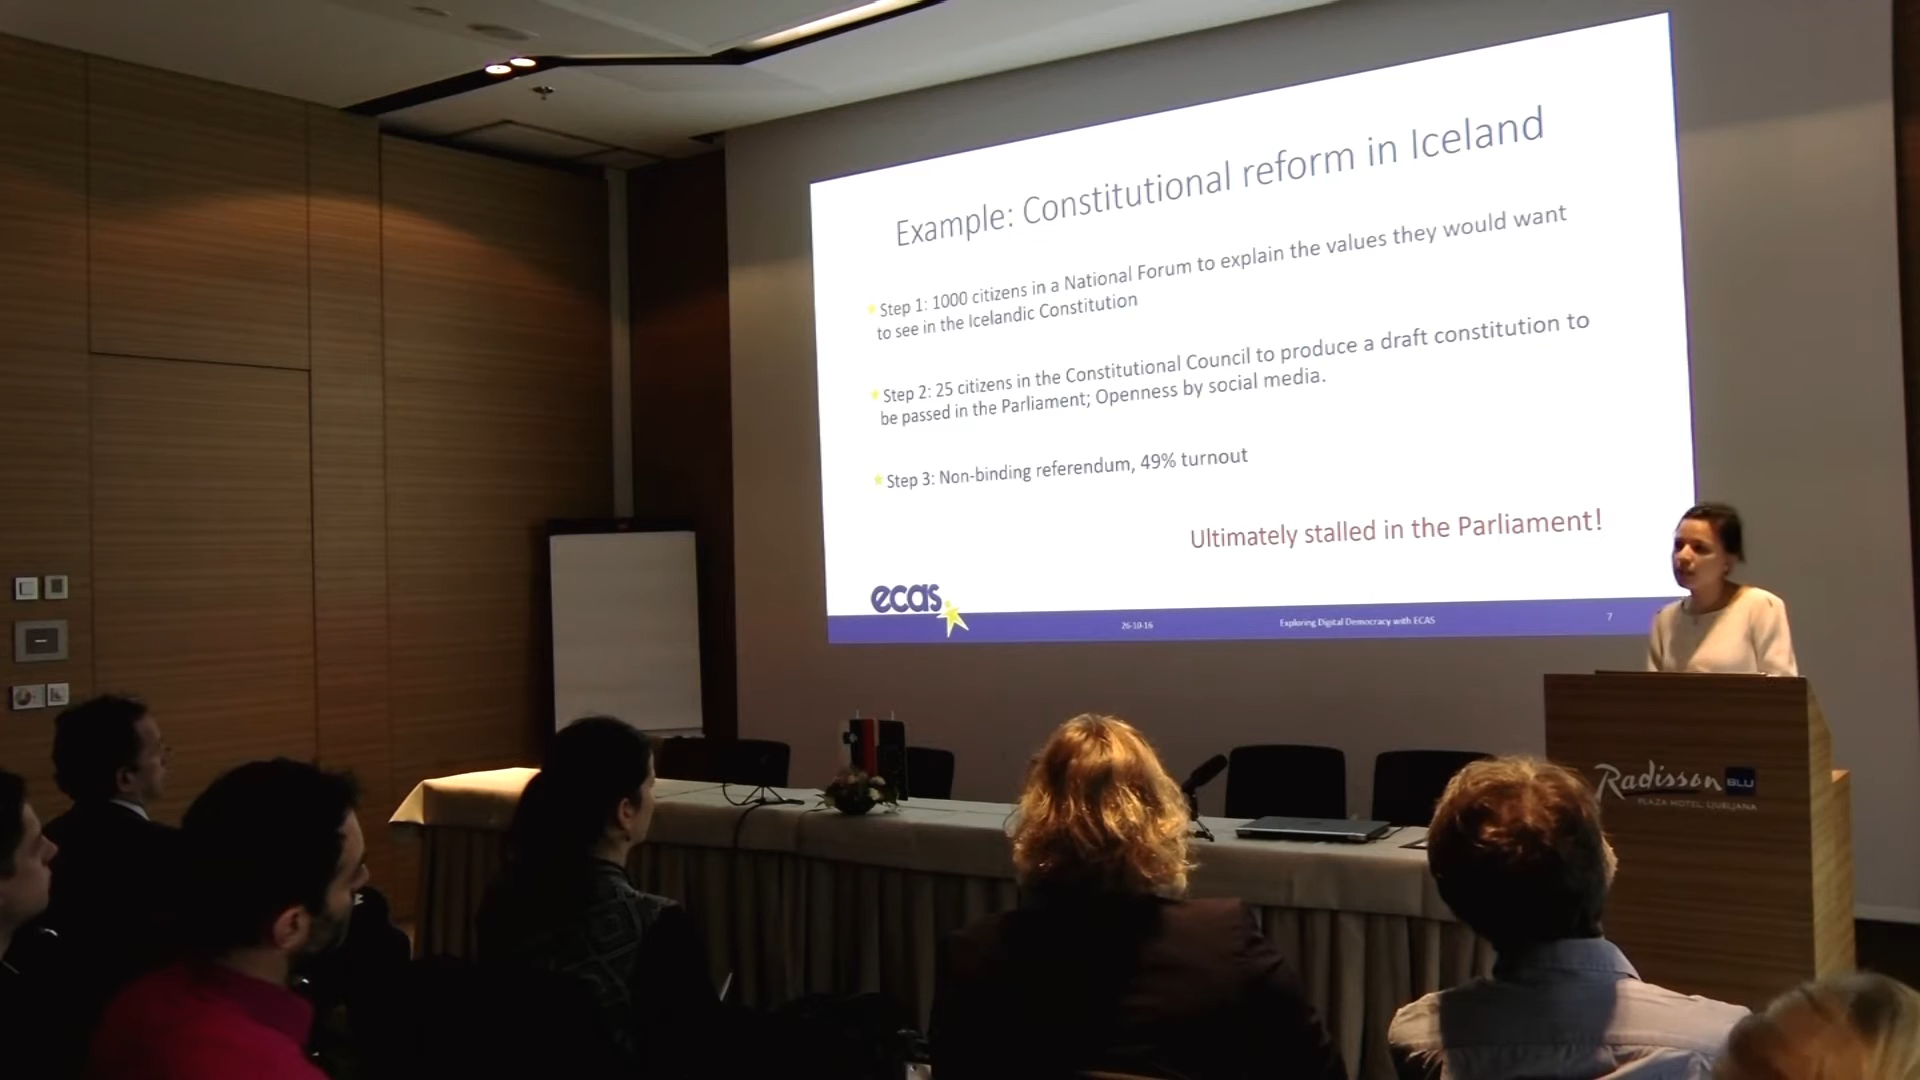 Example: Constitutional reform in Iceland
Step 1: 1000 citizens in a National Forum to explain the values they would want
to see in the Icelandic Constitution
Step 2: 25 citizens in the Constitutional Council to produce a draft constitution to
be passed in the Parliament; Openness by social media.
Step 3: Non-binding referendum, 49% turnout
Ultimately stalled in the Parliament!
ecas
26-10-16
Exploring Digital Democracy with ECAS
7
Radisson BLU
PLAZA HOTEL, LJUBLJANA